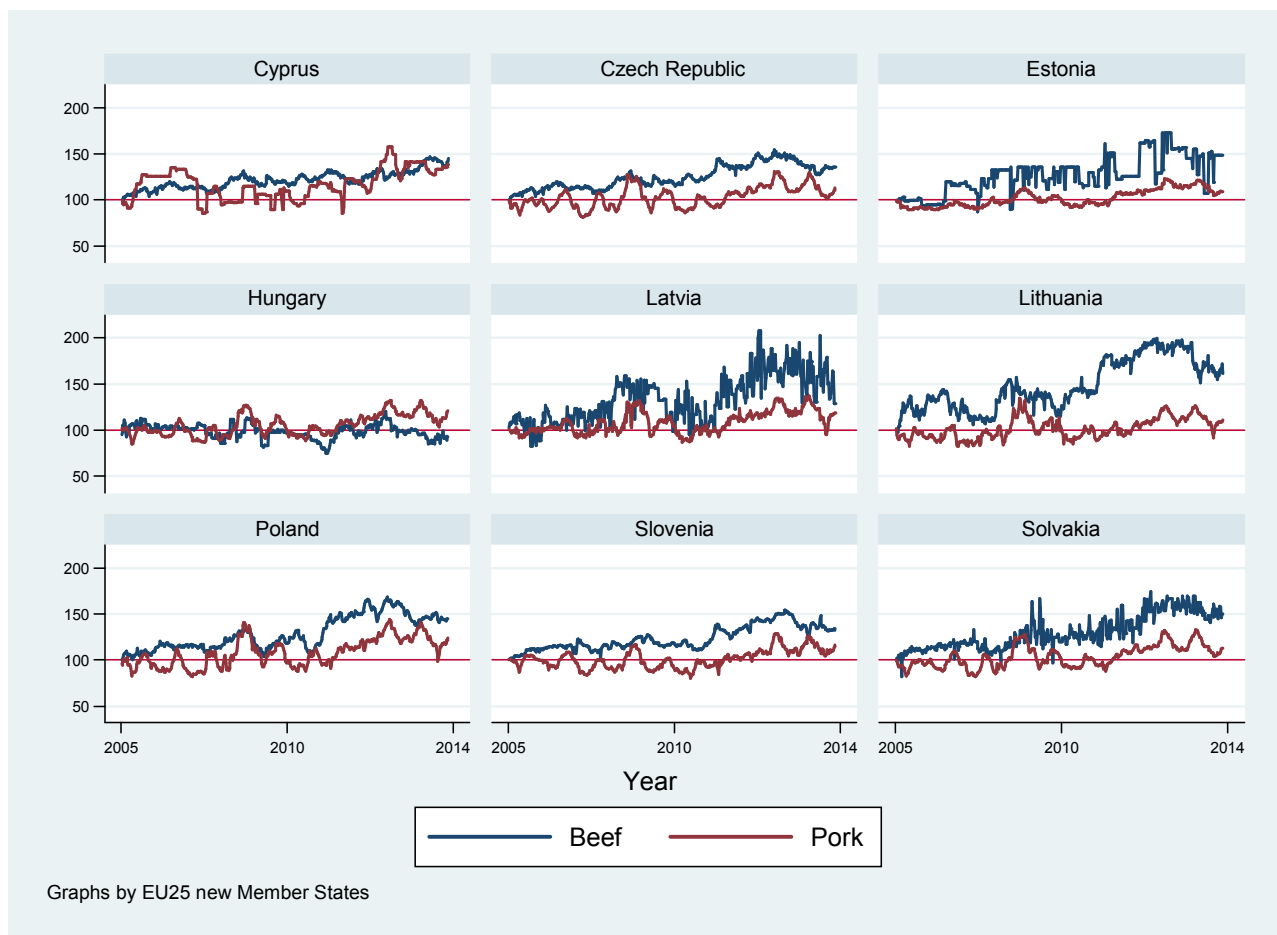 Cyprus
Czech Republic
Estonia
200
150
100
50
Hungary
Latvia
Lithuania
200
150
100
50
Poland
Slovenia
Solvakia
200
150
100
50
2005 2010 2014
2005 2010 2014
2005 2010 2014
Year
Beef
Pork
Graphs by EU25 new Member States